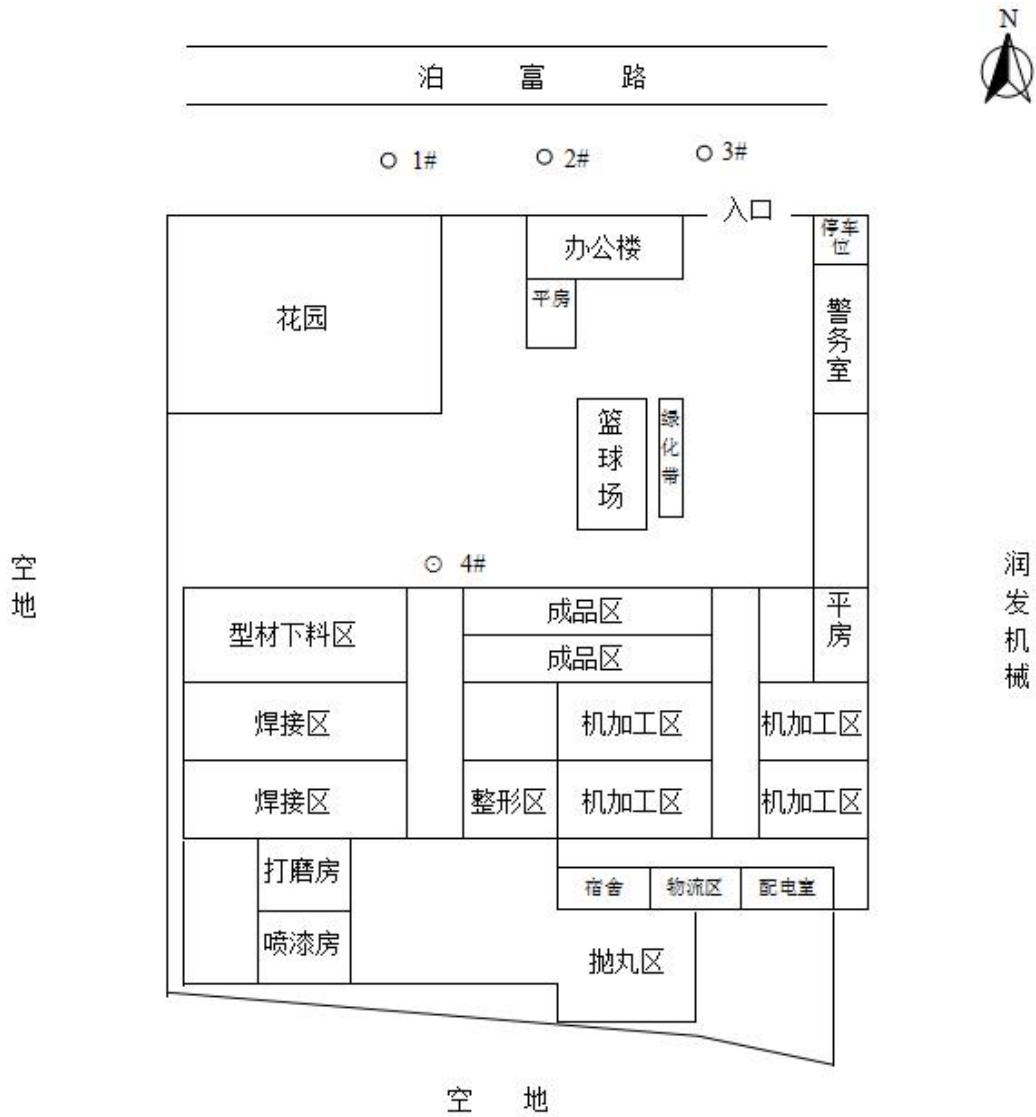 N
泊 富 路
1#
2#
3#
入口
停车位
办公楼
平房
花园
警务室
篮球场
绿化带
空地
润发机械
4#
型材下料区
成品区
成品区
平房
焊接区
机加工区
机加工区
焊接区
整形区
机加工区
机加工区
打磨房
宿舍
物流区
配电室
喷漆房
抛丸区
空 地